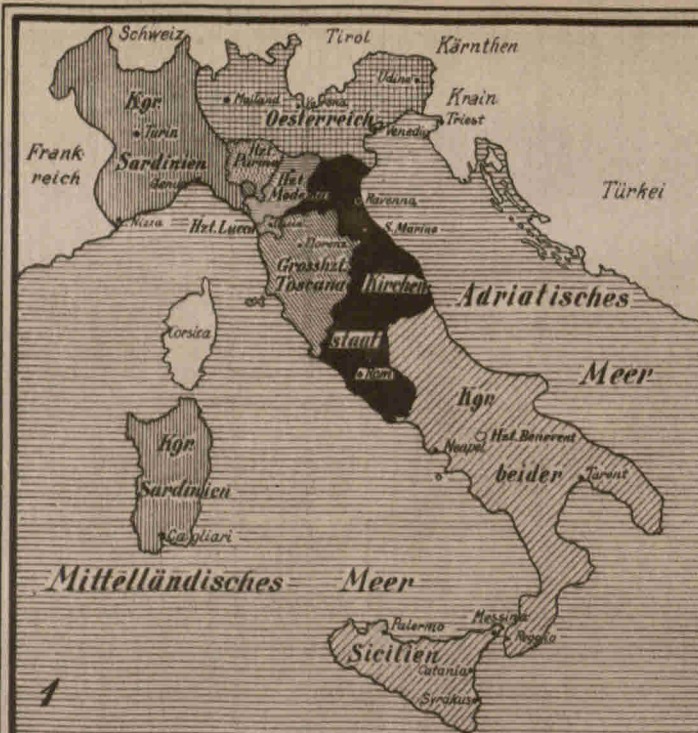 Schweiz
Tirol
Kärnthen
Kgr.
Mailand
Udine
Krain
Oesterreich
Venedig
Triest
Turin
Frank-
reich
Sardinien
Hzt.
Parma
Genua
Hzt.
Modena
Türkei
Ravenna
Nizza
Hzt. Lucca
S. Marino
Florenz
Grosshzt.
Toscana
Kirchen
Adriatisches
Corsica
staat
Meer
Rom
Kgr.
Kgr.
Hzt. Benevent
Neapel
beider
Tarent
Sardinien
Cagliari
Mittelländisches Meer
Palermo
Messina
Reggio
Sicilien
Catania
Syrakus
1